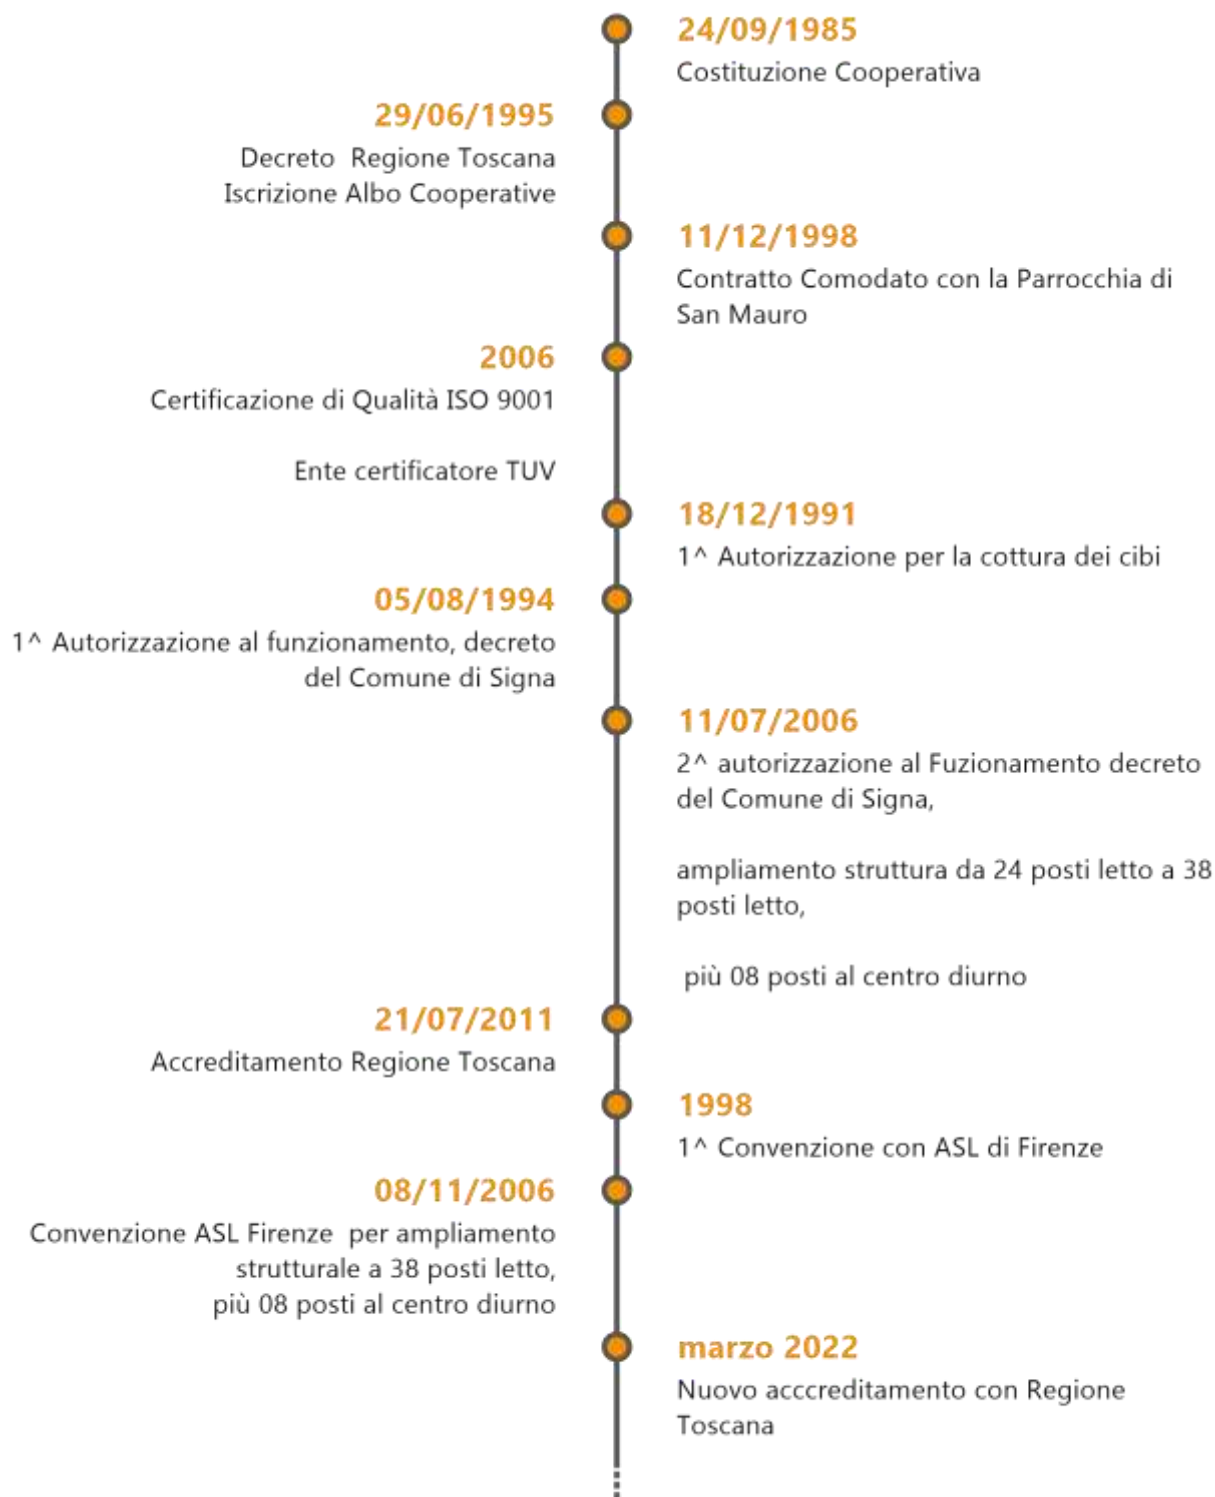 24/09/1985
Costituzione Cooperativa
29/06/1995
Decreto Regione Toscana
Iscrizione Albo Cooperative
11/12/1998
Contratto Comodato con la Parrocchia di
San Mauro
2006
Certificazione di Qualità ISO 9001
Ente certificatore TUV
18/12/1991
1^ Autorizzazione per la cottura dei cibi
05/08/1994
1^ Autorizzazione al funzionamento, decreto
del Comune di Signa
11/07/2006
2^ autorizzazione al Fuzionamento decreto
del Comune di Signa,
ampliamento struttura da 24 posti letto a 38
posti letto,
più 08 posti al centro diurno
21/07/2011
Accreditamento Regione Toscana
1998
1^ Convenzione con ASL di Firenze
08/11/2006
Convenzione ASL Firenze per ampliamento
strutturale a 38 posti letto,
più 08 posti al centro diurno
marzo 2022
Nuovo acccreditamento con Regione
Toscana